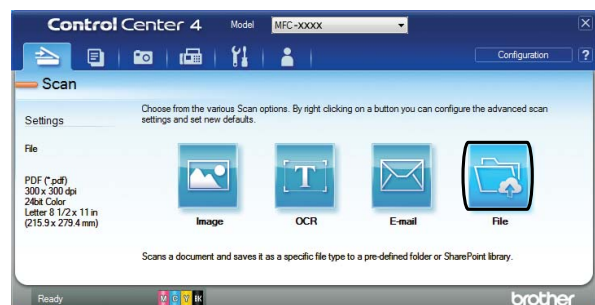 Control Center 4
Model
MFC-XXXX
Configuration
?
Scan
Choose from the various Scan options. By right clicking on a button you can configure the advanced scan
settings and set new defaults.
Settings
File
PDF (*.pdf)
300 x 300 dpi
24bit Color
Letter 8 1/2 x 11 in
(215.9 x 279.4 mm)
[T]
Image
OCR
E-mail
File
Scans a document and saves it as a specific file type to a pre-defined folder or SharePoint library.
Ready
M C Y BK
brother